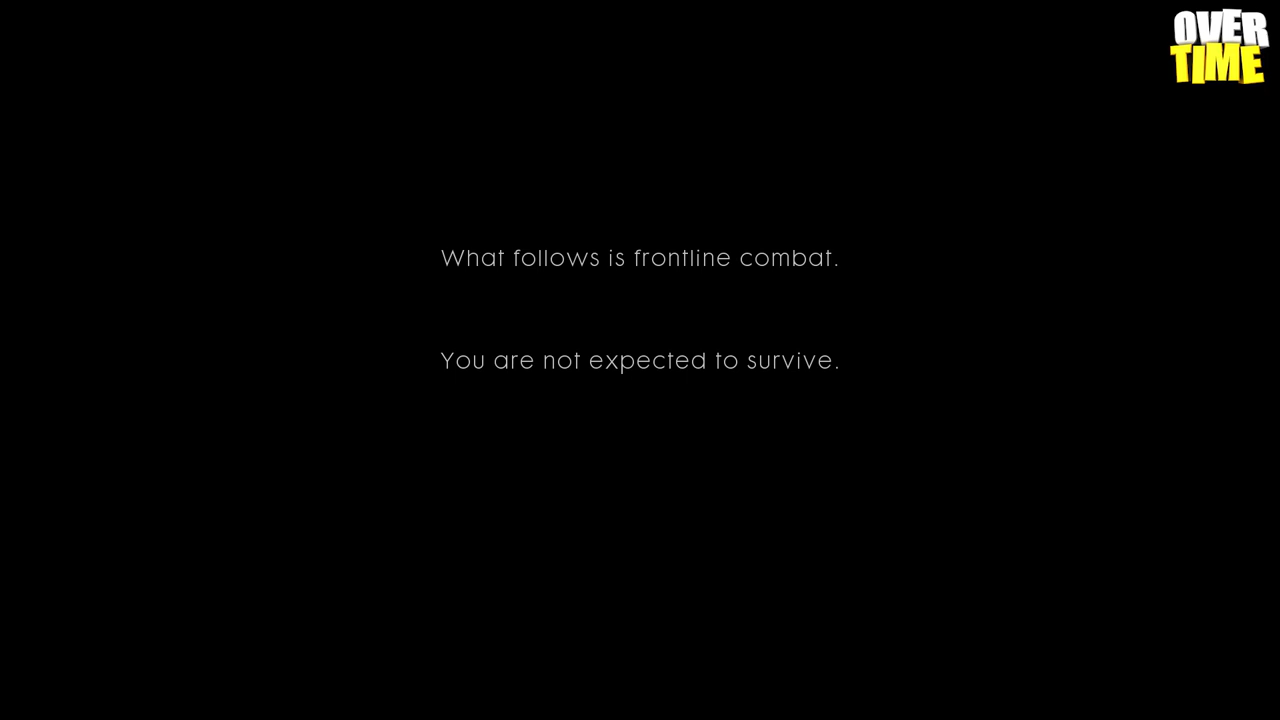 OVER
TIME
What follows is frontline combat.
You are not expected to survive.